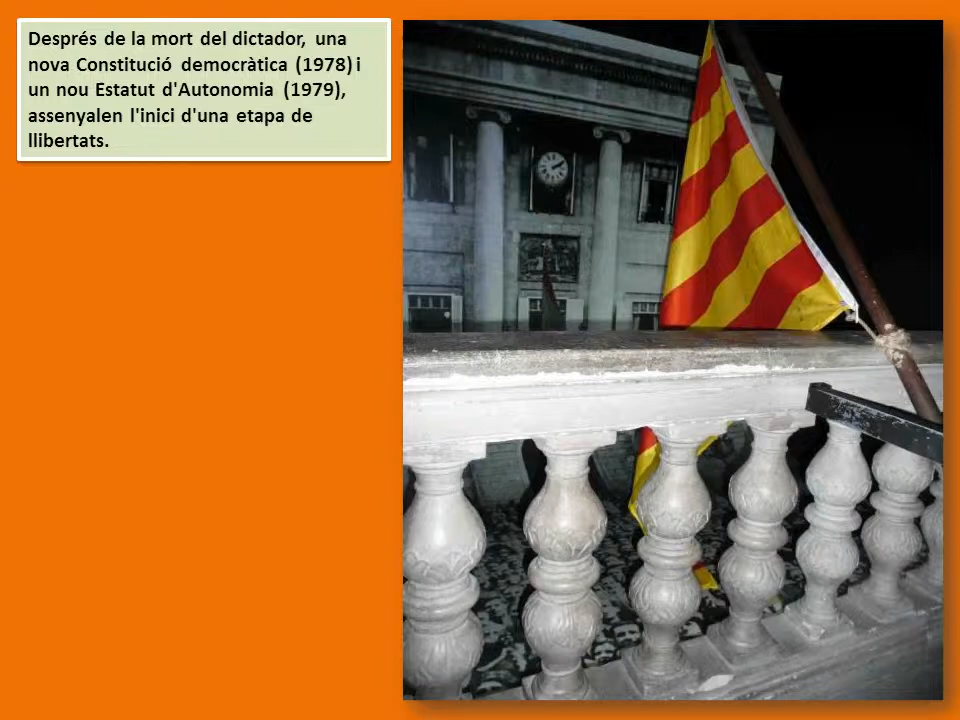 Després de la mort del dictador, una
nova Constitució democràtica (1978) i
un nou Estatut d'Autonomia (1979),
assenyalen l'inici d'una etapa de
llibertats.